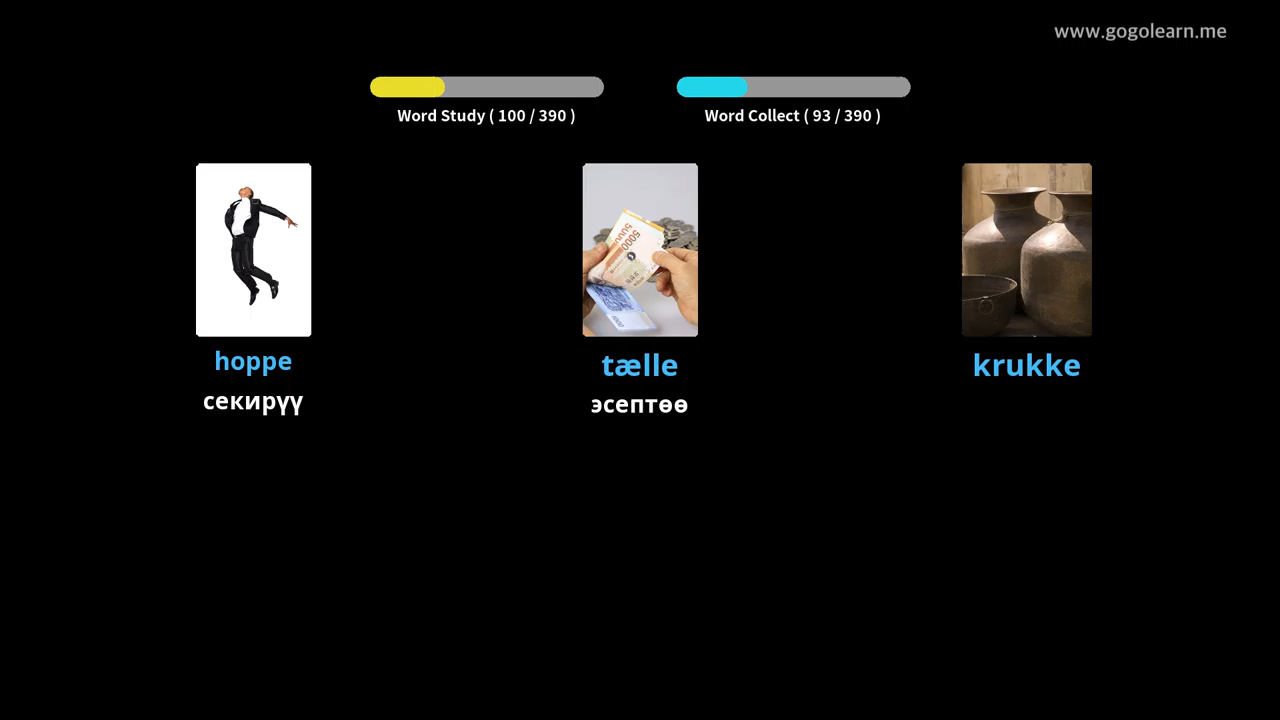 www.gogolearn.me
Word Study ( 100 / 390 )
Word Collect ( 93 / 390 )
hoppe
tælle
krukke
секирүү
эсептөө